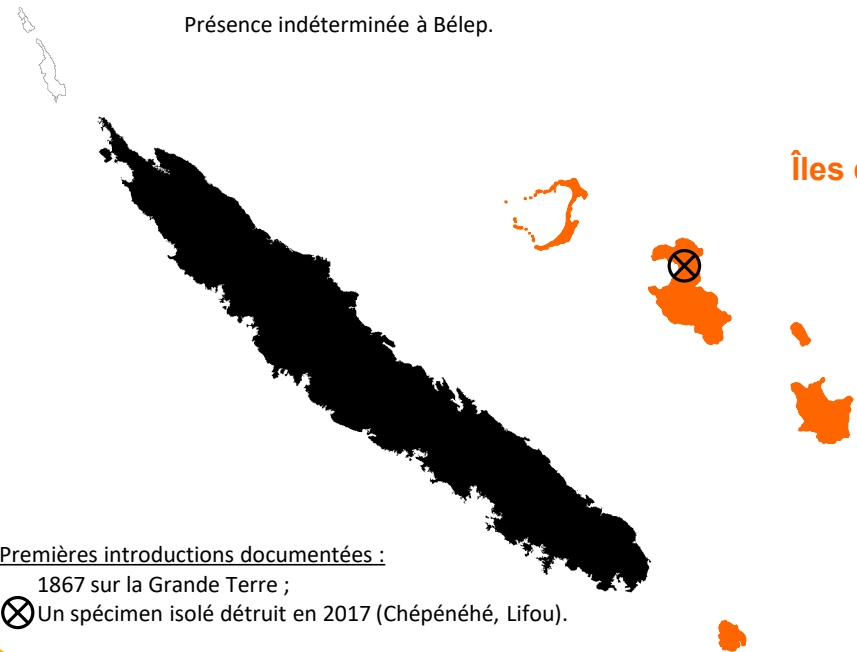 Présence indéterminée à Bélep.
Îles
Premières introductions documentées :
1867 sur la Grande Terre ;
Un spécimen isolé détruit en 2017 (Chépénéhé, Lifou).